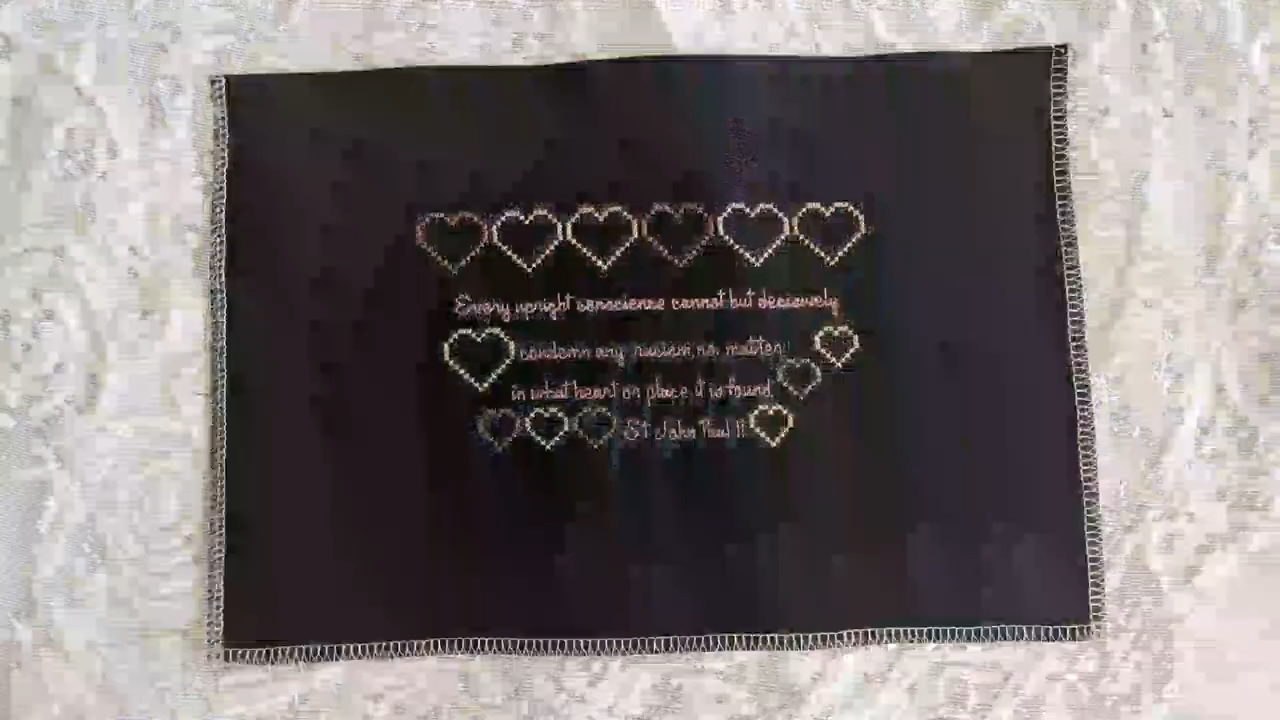 Every upright conscience cannot but decisively
condemn any racism no matter
in what heart or place it is found
St John Paul II